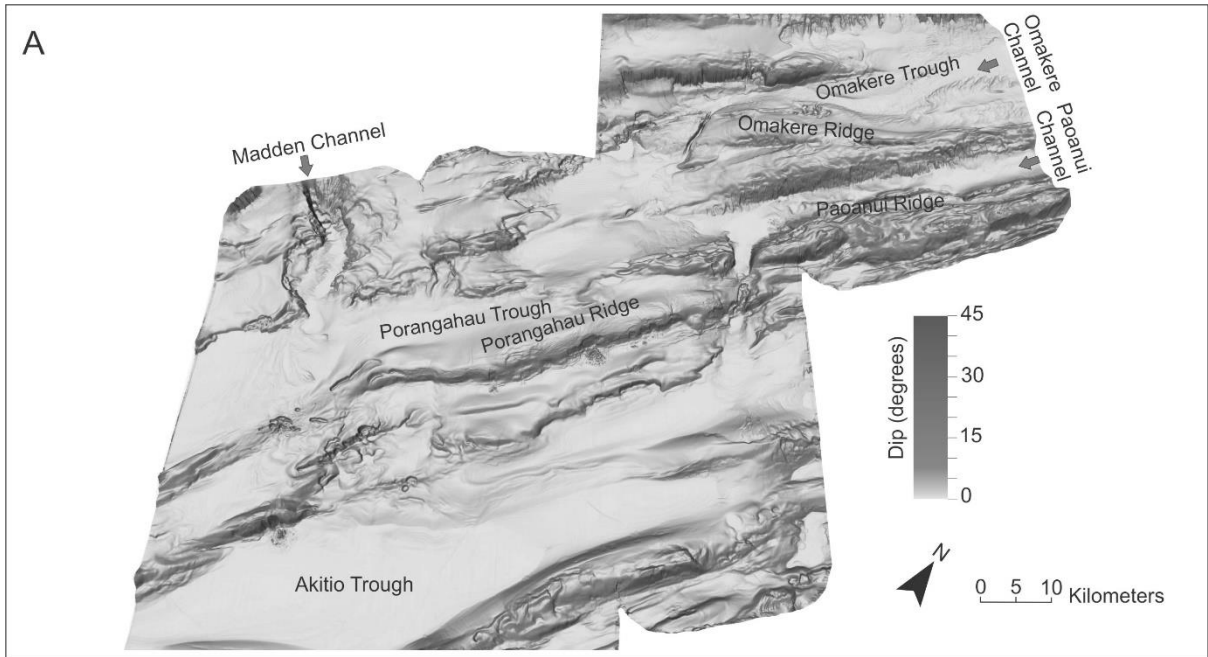 A
Omakere
Channel
Paoanui
Channel
Omakere Trough
Omakere Ridge
Madden Channel
Paoanui Ridge
Porangahau Trough
Porangahau Ridge
Akitio Trough
Dip (degrees)
45
30
15
0
N
0 5 10 Kilometers